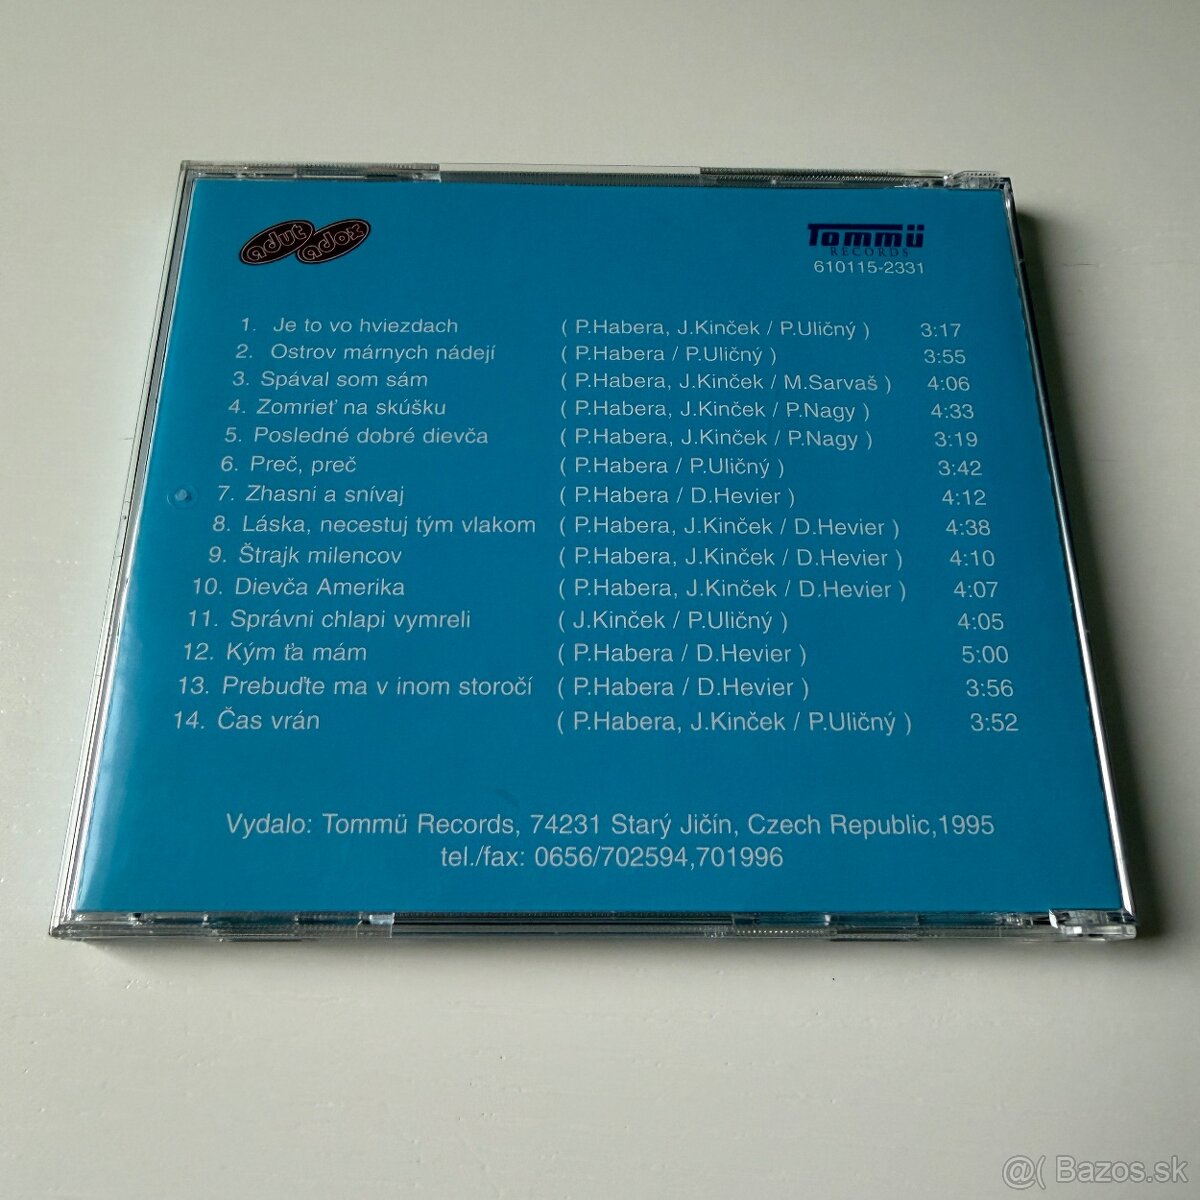 adut adox
Tommü
RECORDS
610115-2331
1. Je to vo hviezdach ( P.Habera, J.Kinček / P.Uličný ) 3:17
2. Ostrov márnych nádejí ( P.Habera / P.Uličný ) 3:55
3. Spával som sám ( P.Habera, J.Kinček / M.Sarvaš ) 4:06
4. Zomrieť na skúšku ( P.Habera, J.Kinček / P.Nagy ) 4:33
5. Posledné dobré dievča ( P.Habera, J.Kinček / P.Nagy ) 3:19
6. Preč, preč ( P.Habera / P.Uličný ) 3:42
7. Zhasni a snívaj ( P.Habera / D.Hevier ) 4:12
8. Láska, necestuj tým vlakom ( P.Habera, J.Kinček / D.Hevier ) 4:38
9. Štrajk milencov ( P.Habera, J.Kinček / D.Hevier ) 4:10
10. Dievča Amerika ( P.Habera, J.Kinček / D.Hevier ) 4:07
11. Správni chlapi vymreli ( J.Kinček / P.Uličný ) 4:05
12. Kým ťa mám ( P.Habera / D.Hevier ) 5:00
13. Prebuďte ma v inom storočí ( P.Habera / D.Hevier ) 3:56
14. Čas vrán ( P.Habera, J.Kinček / P.Uličný ) 3:52
Vydalo: Tommü Records, 74231 Starý Jičín, Czech Republic,1995
tel./fax: 0656/702594,701996
@( Bazos.sk